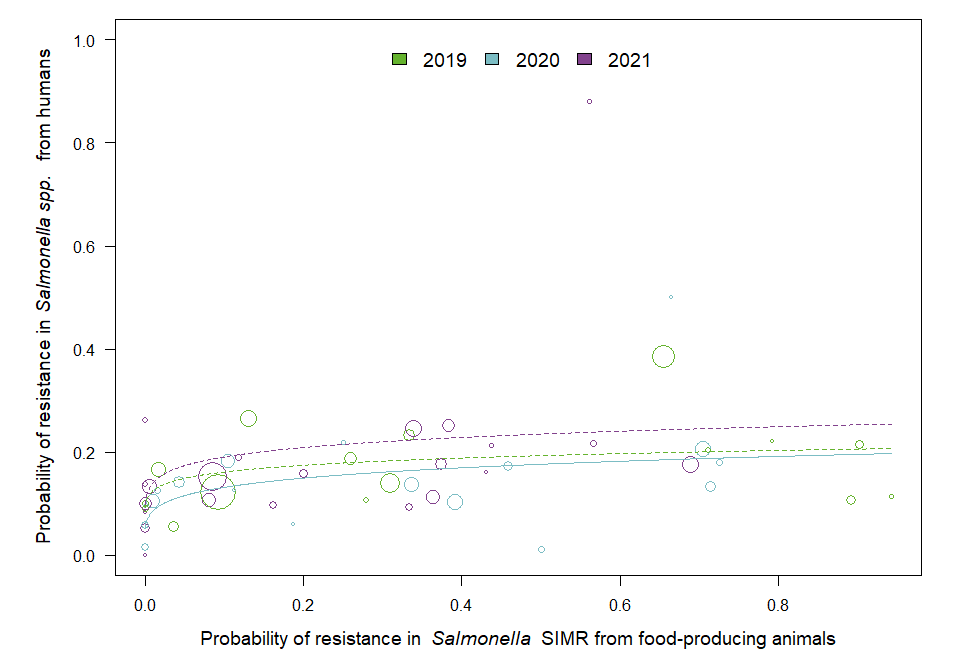 1.0
0.8
0.6
0.4
0.2
0.0
Probability of resistance in Salmonella spp. from humans
2019 2020 2021
0.0 0.2 0.4 0.6 0.8
Probability of resistance in Salmonella SIMR from food-producing animals